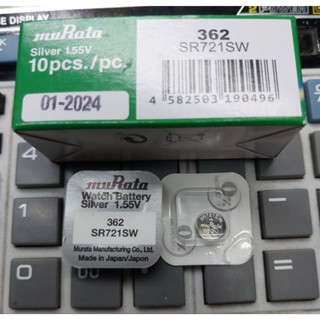 E DISPLAY
muRata
Silver 1.55V
10pcs./pc.
362
SR721SW
01-2024
4 582503 190496
muRata
Watch Battery
Silver 1.55V
362
SR721SW
Murata Manufacturing Co., Ltd.
Made in Japan/Japon
4
0